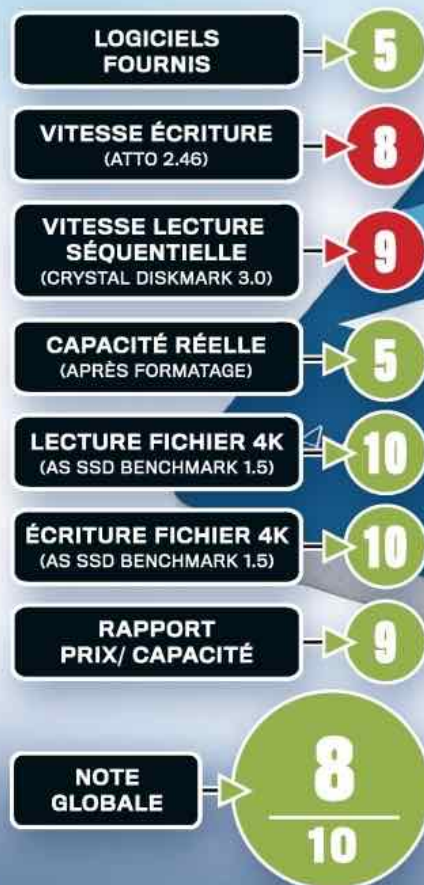 LOGICIELS
FOURNIS
5
VITESSE ÉCRITURE
(ATTO 2.46)
8
VITESSE LECTURE
SÉQUENTIELLE
(CRYSTAL DISKMARK 3.0)
9
CAPACITÉ RÉELLE
(APRÈS FORMATAGE)
5
LECTURE FICHIER 4K
(AS SSD BENCHMARK 1.5)
10
ÉCRITURE FICHIER 4K
(AS SSD BENCHMARK 1.5)
10
RAPPORT
PRIX/ CAPACITÉ
9
NOTE
GLOBALE
8
10